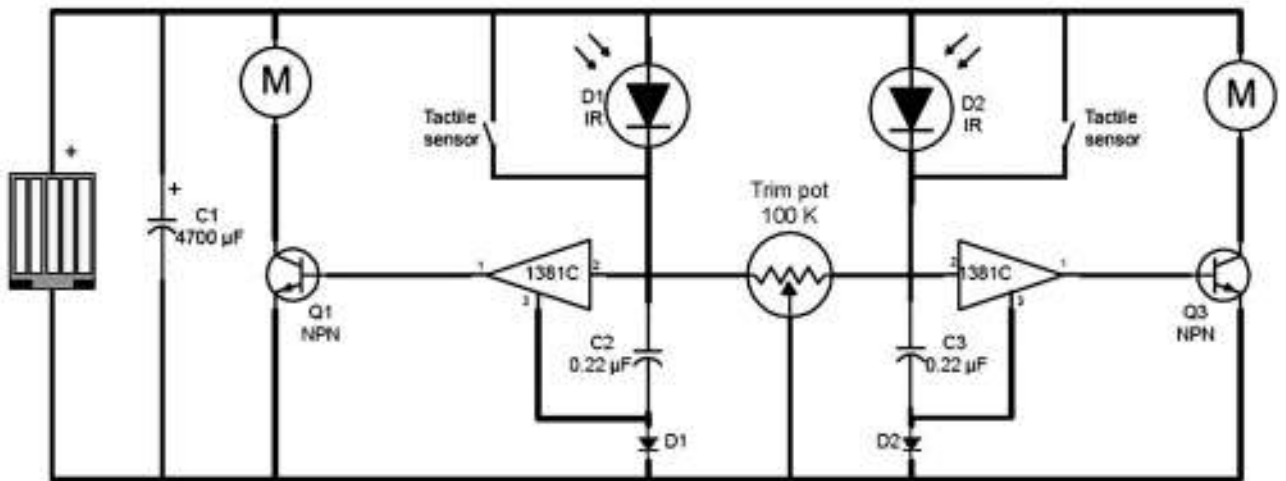 M
D1
IR
D2
IR
M
Tactile
sensor
Tactile
sensor
+
+
C1
4700 µF
Trim pot
100 K
1
1381C
2
3
2
1381C
1
3
Q1
NPN
Q3
NPN
C2
0.22 µF
C3
0.22 µF
D1
D2